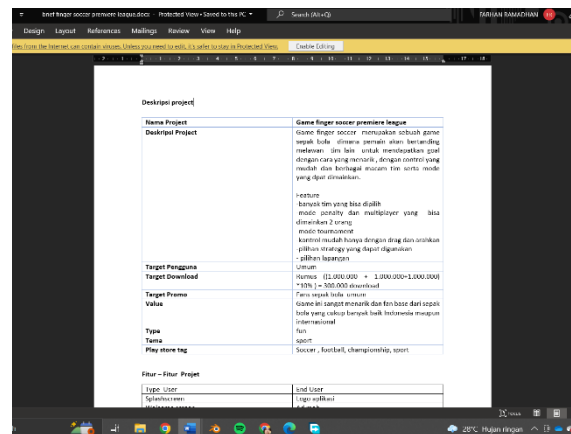 brief finger soccer premiere league.docx - Protected View • Saved to this PC
Search (Alt+Q)
FARHAN RAMADHAN
Design Layout References Mailings Review View Help
files from the Internet can contain viruses. Unless you need to edit, it's safer to stay in Protected View.
Enable Editing
Deskripsi project
Nama Project
Game finger soccer premiere league
Deskripsi Project
Game finger soccer merupakan sebuah game
sepak bola dimana pemain akan bertanding
melawan tim lain untuk mendapatkan goal
dengan cara yang menarik , dengan control yang
mudah dan berbagai macam tim serta mode
yang dpat dimainkan.
Feature
-banyak tim yang bisa dipilih
mode penalty dan multiplayer yang bisa
dimainkan 2 orang
mode tournament
kontrol mudah hanya dengan drag dan arahkan
-pilihan strategy yang dapat digunakan
- pilihan lapangan
Target Pengguna
Umum
Target Download
Rumus ((1.000.000 + 1.000.000+1.000.000)
*10% ) = 300.000 download
Target Promo
Fans sepak bola umum
Value
Game ini sangat menarik dan fan base dari sepak
bola yang cukup banyak baik Indonesia maupun
internasional
Type
fun
Tema
sport
Play store tag
Soccer , football, championship, sport
Fitur – Fitur Projet
Type User
End User
Splashscreen
Logo aplikasi
Focus
28°C Hujan ringan